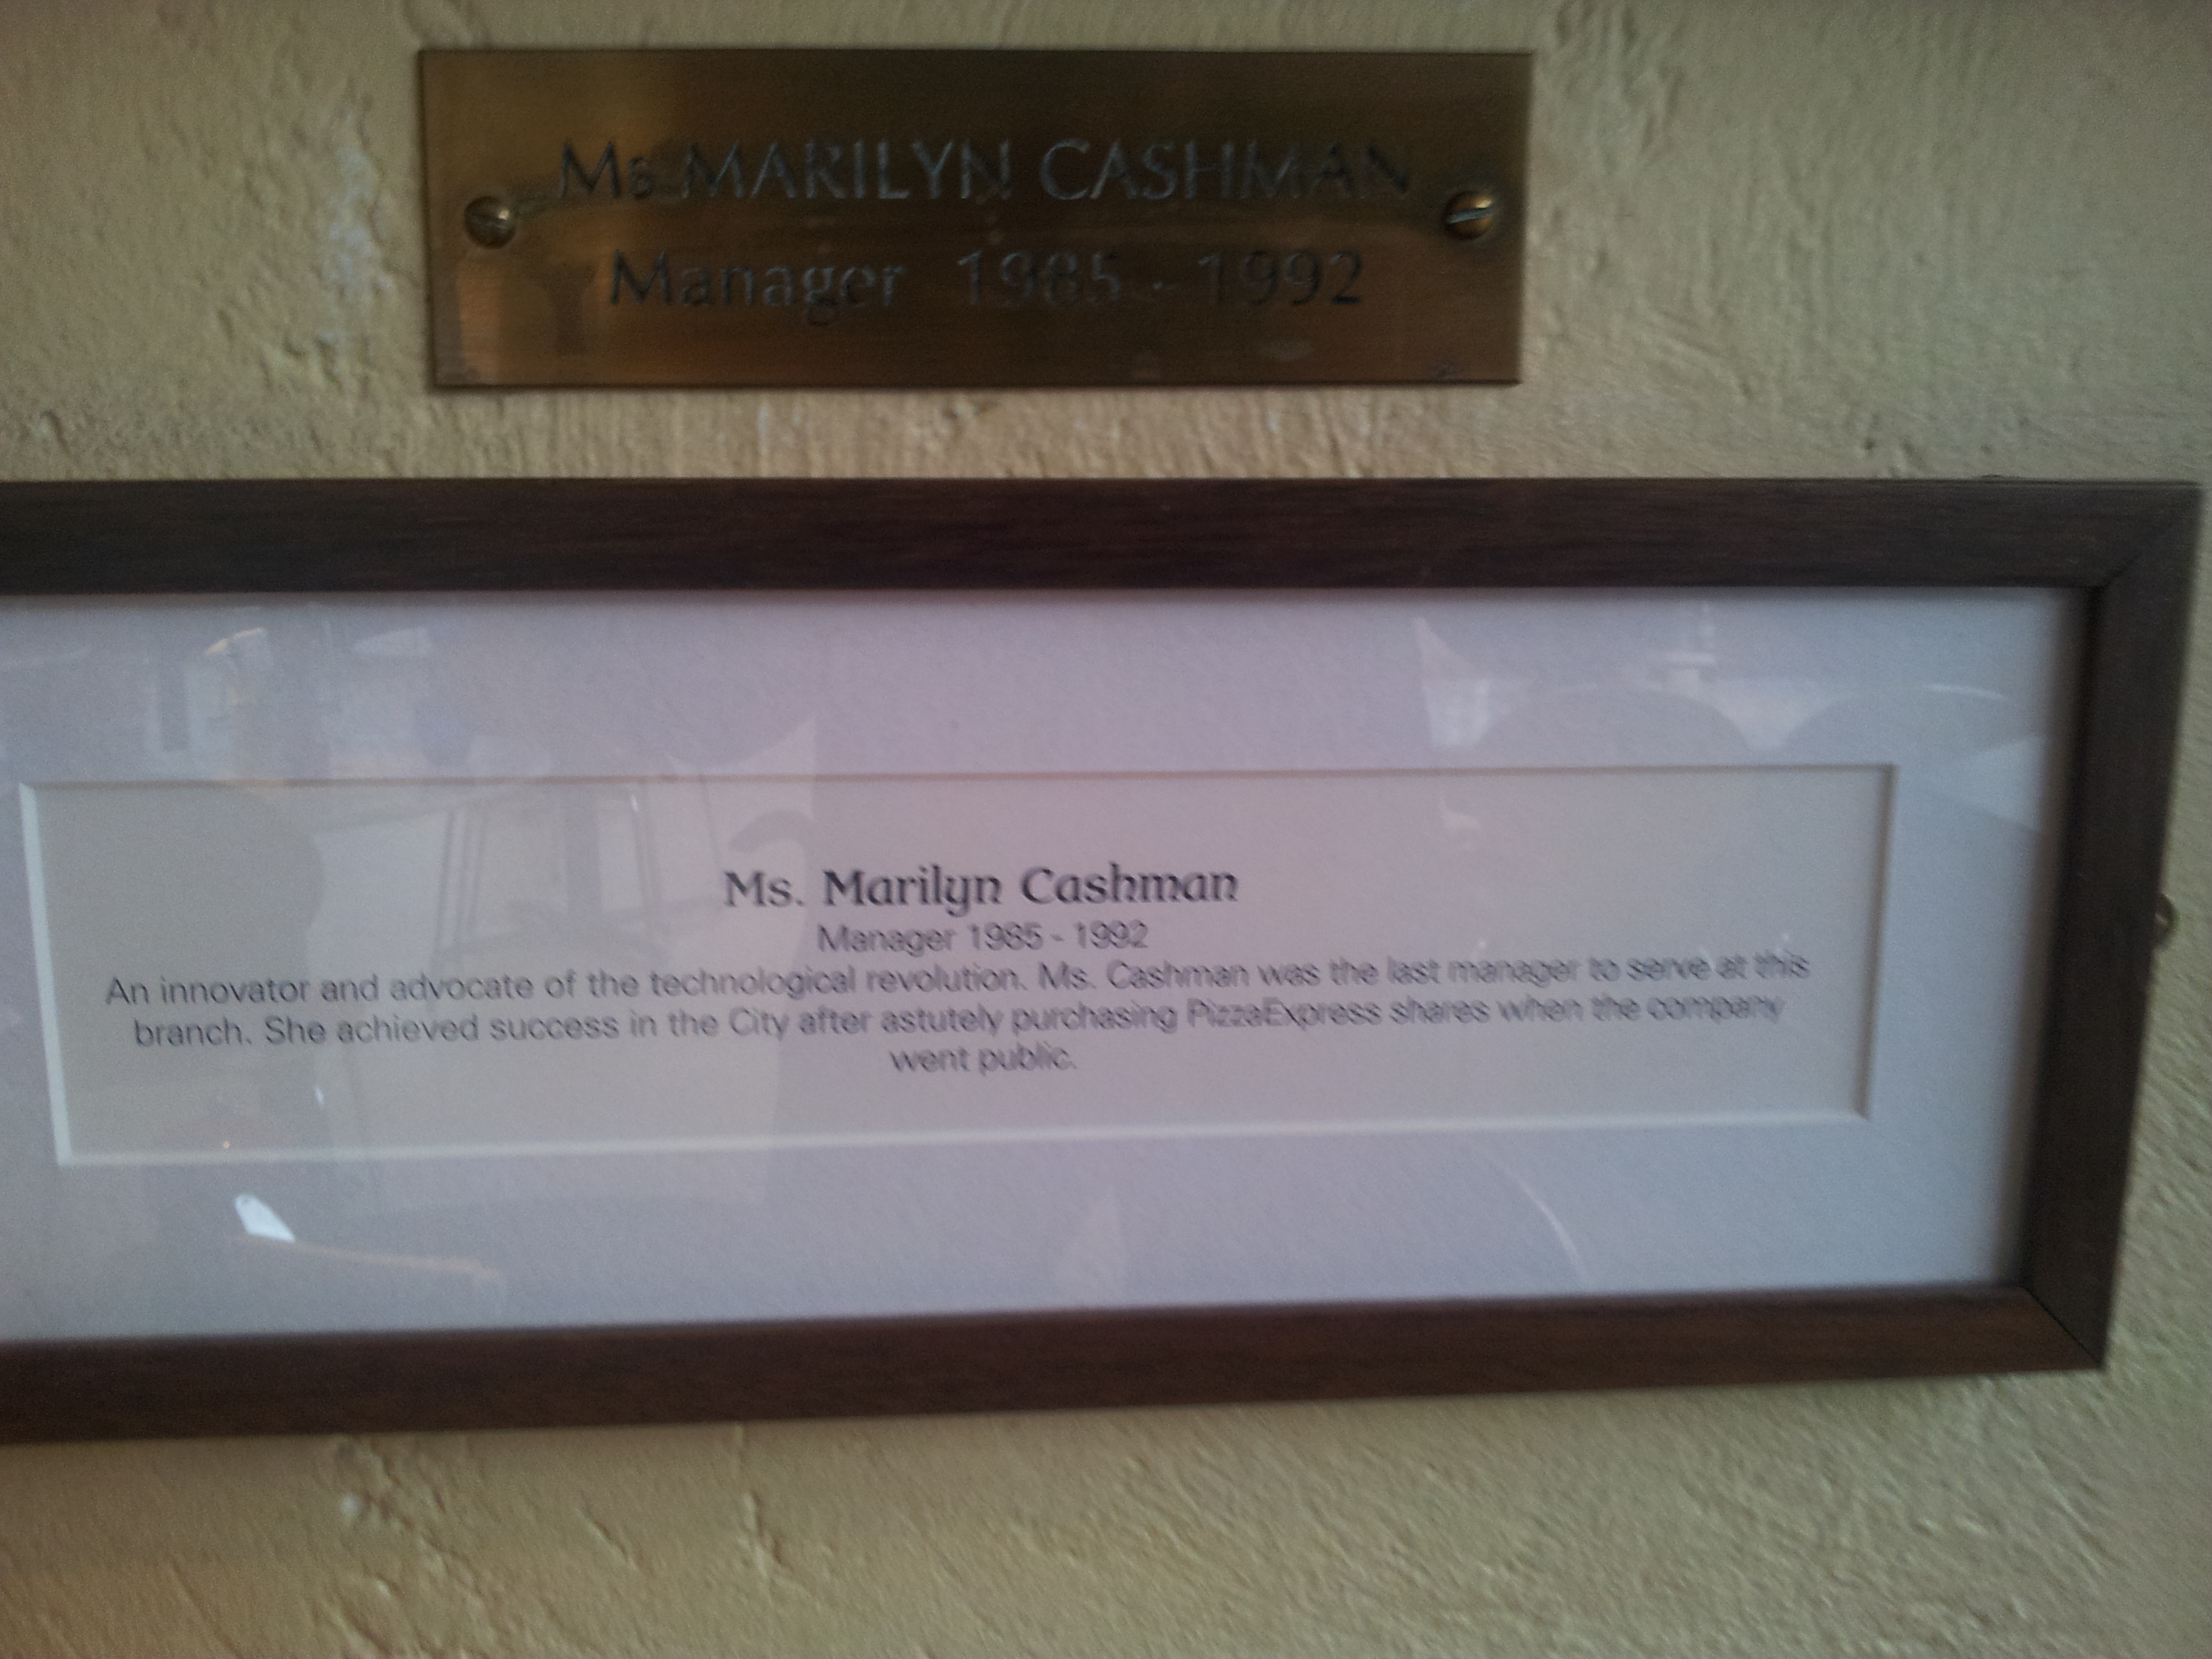 Ms MARILYN CASHMAN
Manager 1985 - 1992
Ms. Marilyn Cashman
Manager 1985 - 1992
An innovator and advocate of the technological revolution. Ms. Cashman was the last manager to serve at this
branch. She achieved success in the City after astutely purchasing PizzaExpress shares when the company
went public.